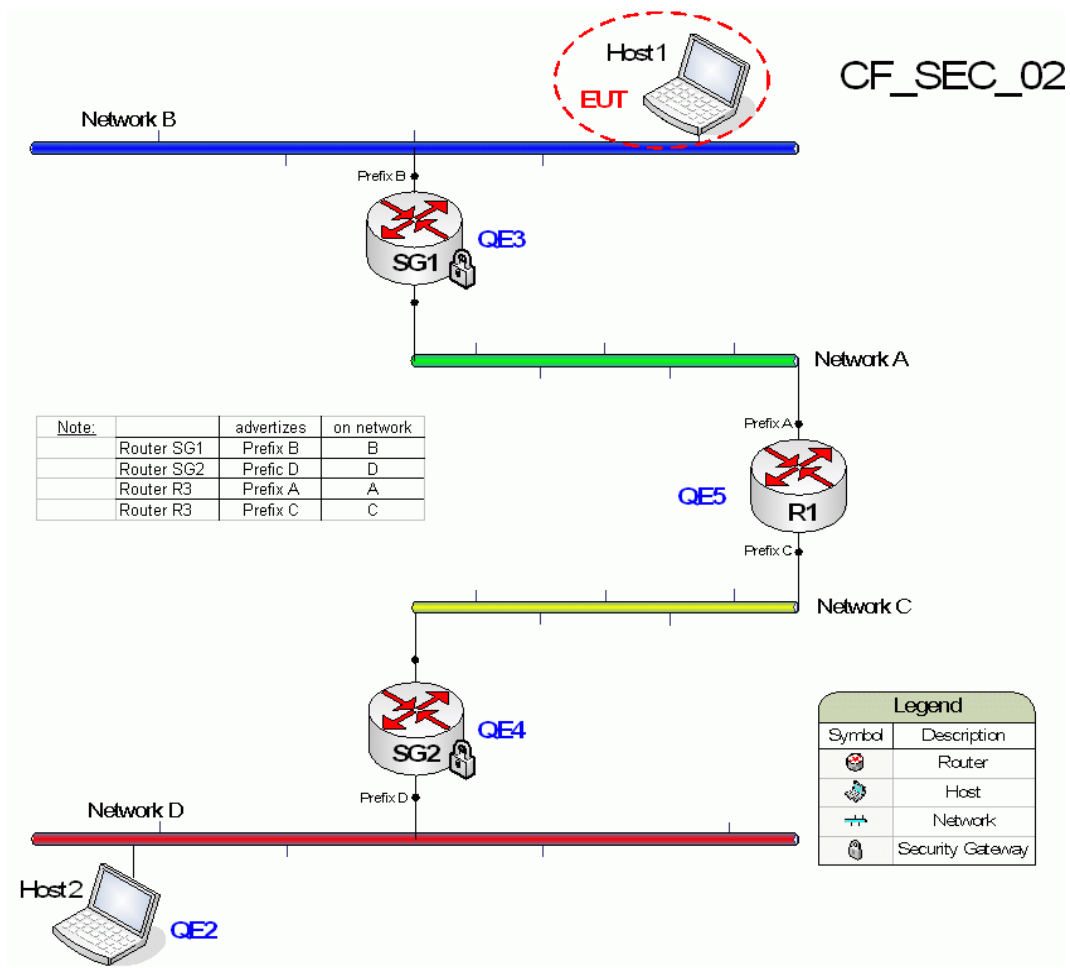 Host1
CF_SEC_02
EUT
Network B
Prefix B
QE3
SG1
Network A
Note: advertizes on network
Router SG1 Prefix B B
Router SG2 Prefic D D
Router R3 Prefix A A
Router R3 Prefix C C
Prefix A
QE5
R1
Prefix C
Network C
SG2
QE4
Prefix D
Legend
Symbol Description
Router
Host
Network
Security Gateway
Network D
Host2
QE2